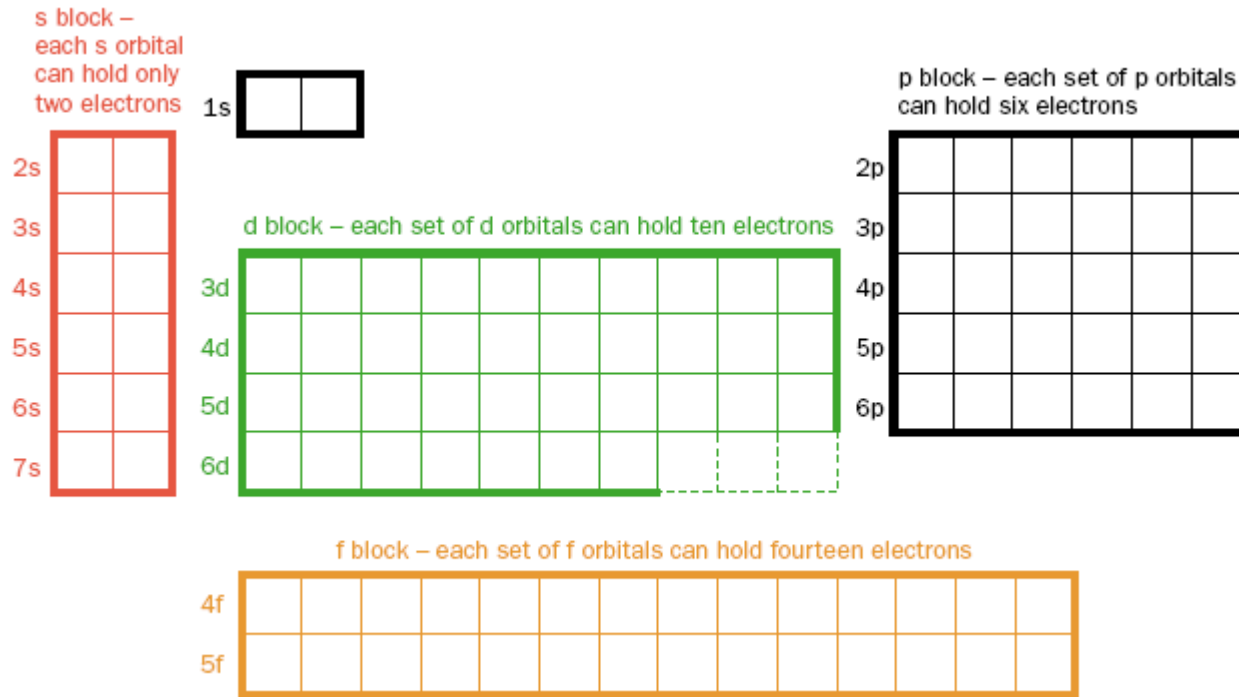 s block –
each s orbital
can hold only
two electrons
1s
p block – each set of p orbitals
can hold six electrons
2s
3s
4s
5s
6s
7s
d block – each set of d orbitals can hold ten electrons
3d
4d
5d
6d
2p
3p
4p
5p
6p
f block – each set of f orbitals can hold fourteen electrons
4f
5f